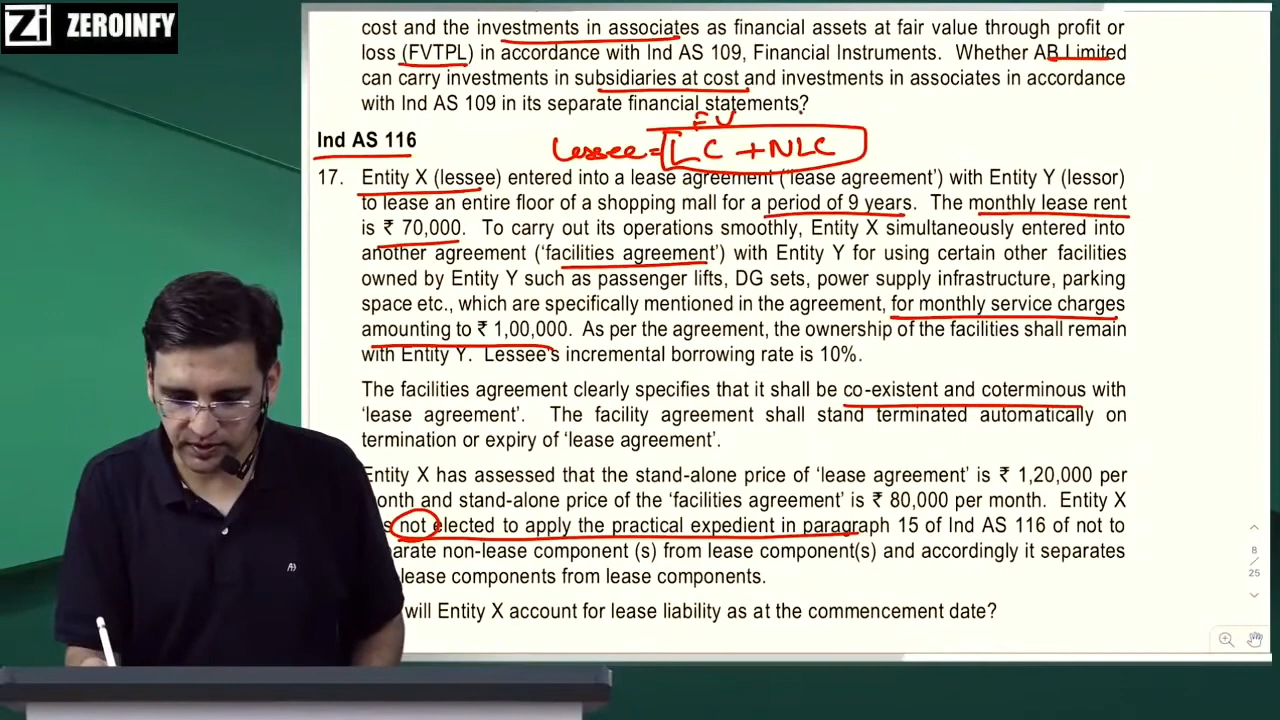 Zi ZEROINFY
cost and the investments in associates as financial assets at fair value through profit or
loss (FVTPL) in accordance with Ind AS 109, Financial Instruments. Whether AB Limited
can carry investments in subsidiaries at cost and investments in associates in accordance
with Ind AS 109 in its separate financial statements?
FV
Ind AS 116
Lessee = LC + NLC
17. Entity X (lessee) entered into a lease agreement ('lease agreement') with Entity Y (lessor)
to lease an entire floor of a shopping mall for a period of 9 years. The monthly lease rent
is ₹ 70,000. To carry out its operations smoothly, Entity X simultaneously entered into
another agreement ('facilities agreement') with Entity Y for using certain other facilities
owned by Entity Y such as passenger lifts, DG sets, power supply infrastructure, parking
space etc., which are specifically mentioned in the agreement, for monthly service charges
amounting to ₹ 1,00,000. As per the agreement, the ownership of the facilities shall remain
with Entity Y. Lessee's incremental borrowing rate is 10%.
The facilities agreement clearly specifies that it shall be co-existent and coterminous with
'lease agreement'. The facility agreement shall stand terminated automatically on
termination or expiry of 'lease agreement'.
Entity X has assessed that the stand-alone price of 'lease agreement' is ₹ 1,20,000 per
month and stand-alone price of the 'facilities agreement' is ₹ 80,000 per month. Entity X
not elected to apply the practical expedient in paragraph 15 of Ind AS 116 of not to
non-lease component (s) from lease component(s) and accordingly it separates
lease components from lease components.
will Entity X account for lease liability as at the commencement date?
8
/
25